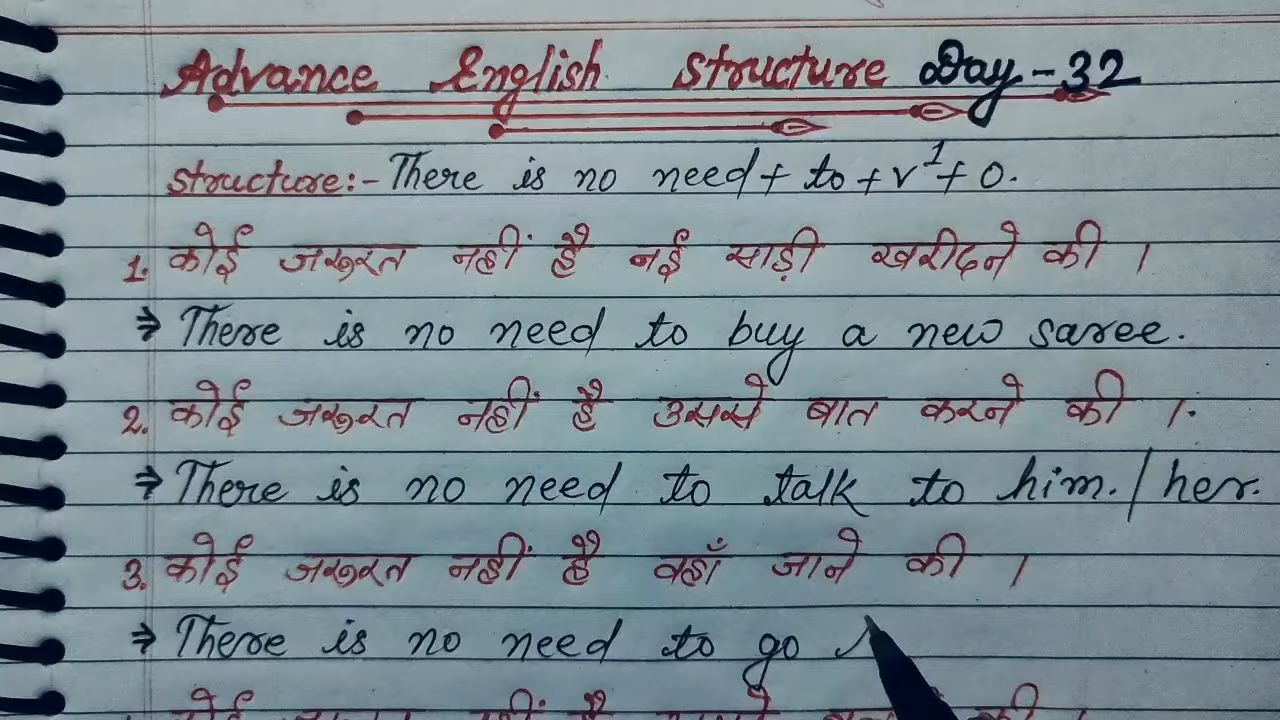 Advance English Structure Day-32
Structure:- There is no need + to + v¹ + o.
1. कोई जरूरत नहीं है नई साड़ी खरीदने की ।
⇒ There is no need to buy a new saree.
2. कोई जरूरत नहीं है उससे बात करने की ।
⇒ There is no need to talk to him./her.
3. कोई जरूरत नहीं है वहाँ जाने की ।
⇒ There is no need to go